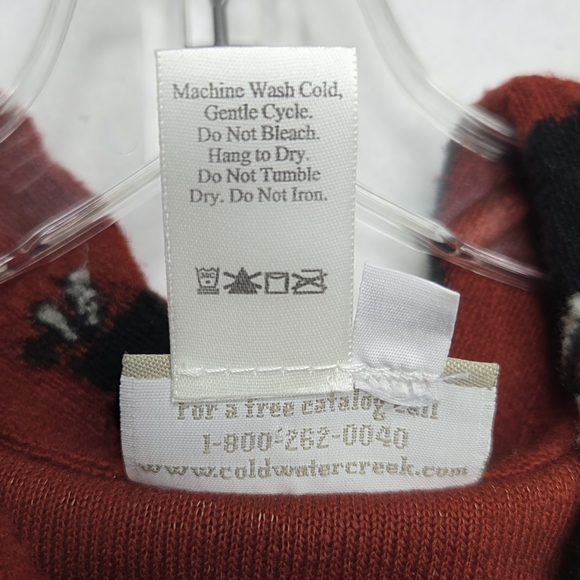 Machine Wash Cold,
Gentle Cycle.
Do Not Bleach.
Hang to Dry.
Do Not Tumble
Dry. Do Not Iron.
For a free catalog call
1-800-262-0040
www.coldwatercreek.com